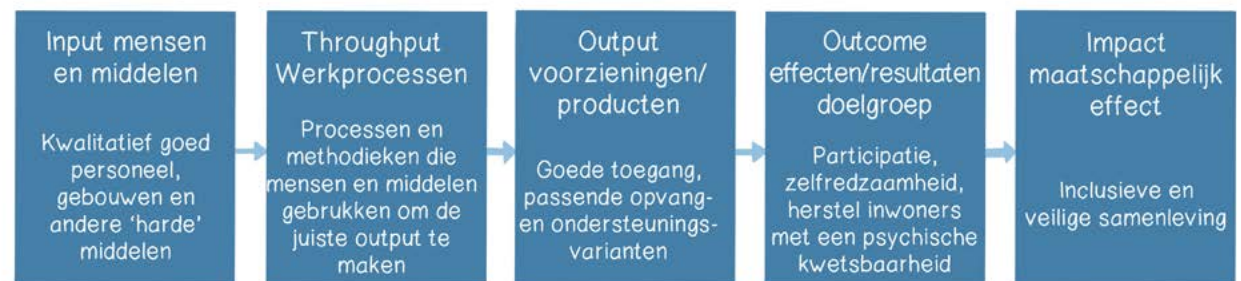 Input mensen
en middelen
Kwalitatief goed
personeel,
gebouwen en
andere ‘harde’
middelen
Throughput
Werkprocessen
Processen en
methodieken die
mensen en middelen
gebrukken om de
juiste output te
maken
Output
voorzieningen/
producten
Goede toegang,
passende opvang-
en ondersteunings-
varianten
Outcome
effecten/resultaten
doelgroep
Participatie,
zelfredzaamheid,
herstel inwoners
met een psychische
kwetsbaarheid
Impact
maatschappelijk
effect
Inclusieve en
veilige samenleving